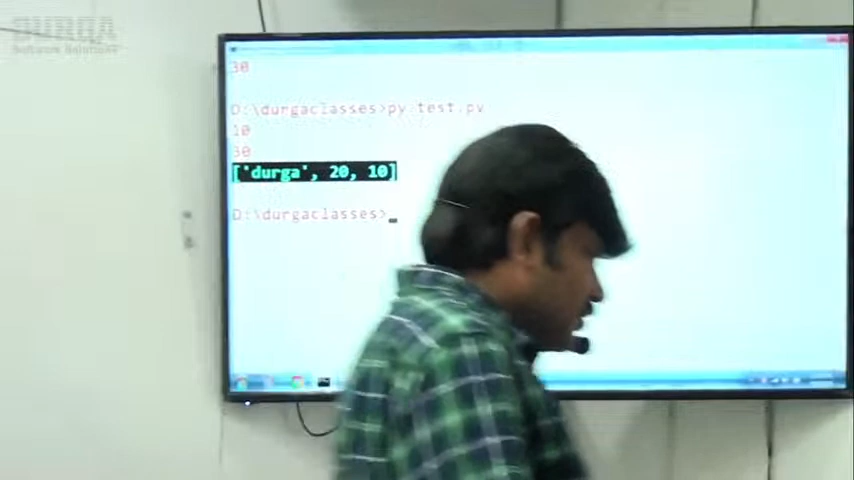 DURGA
Software Solutions
30
D:\durgaclasses>py test.py
10
30
['durga', 20, 10]
D:\durgaclasses>_